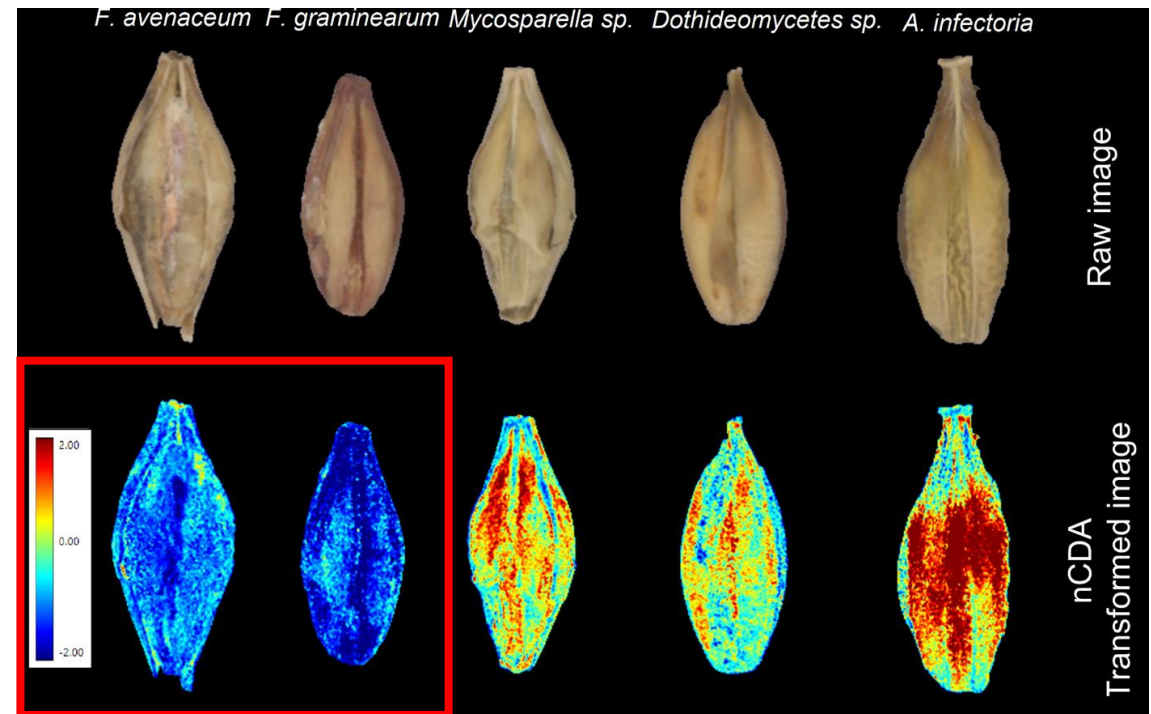 F. avenaceum F. graminearum Mycosparella sp. Dothideomycetes sp. A. infectoria
Raw image
2.00
0.00
-2.00
nCDA
Transformed image